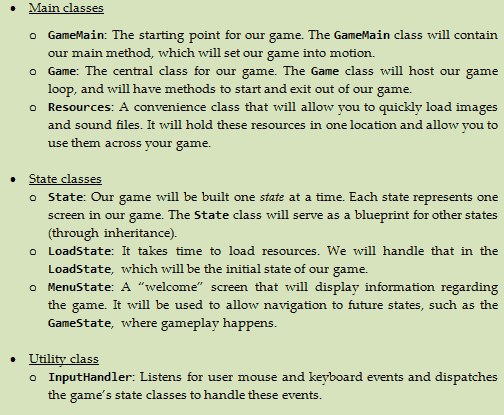 • Main classes
o GameMain: The starting point for our game. The GameMain class will contain
our main method, which will set our game into motion.
o Game: The central class for our game. The Game class will host our game
loop, and will have methods to start and exit out of our game.
o Resources: A convenience class that will allow you to quickly load images
and sound files. It will hold these resources in one location and allow you to
use them across your game.
• State classes
o State: Our game will be built one state at a time. Each state represents one
screen in our game. The State class will serve as a blueprint for other states
(through inheritance).
o LoadState: It takes time to load resources. We will handle that in the
LoadState, which will be the initial state of our game.
o MenuState: A “welcome” screen that will display information regarding
the game. It will be used to allow navigation to future states, such as the
GameState, where gameplay happens.
• Utility class
o InputHandler: Listens for user mouse and keyboard events and dispatches
the game’s state classes to handle these events.